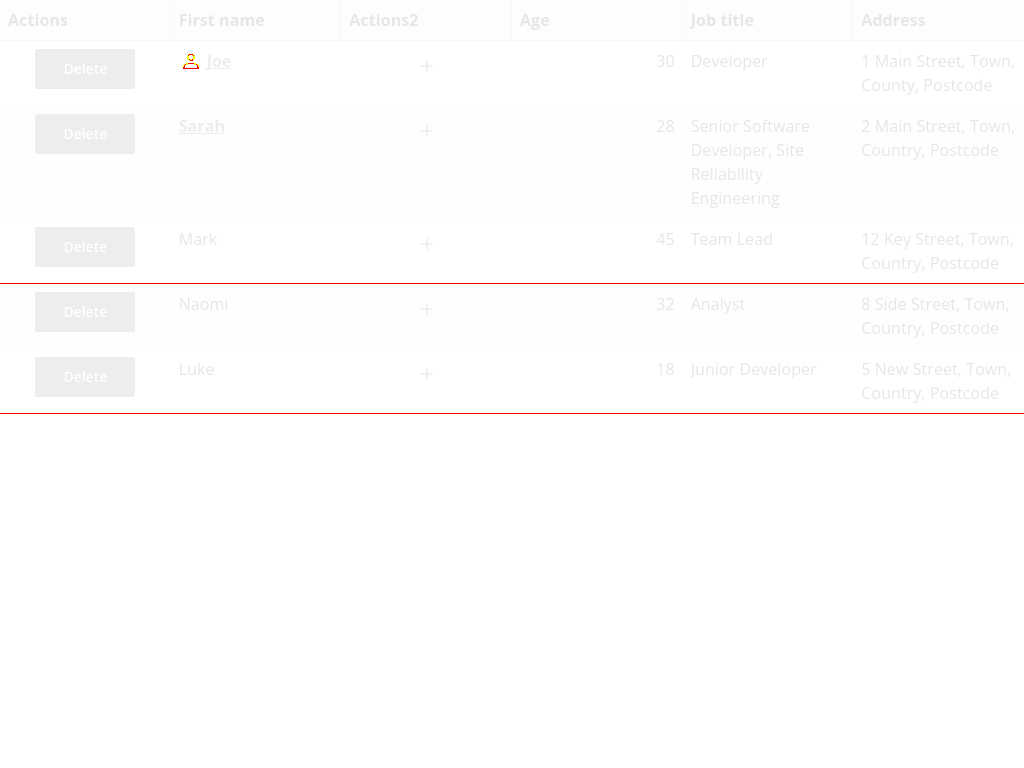 Actions First name Actions2 Age Job title Address
Delete Joe + 30 Developer 1 Main Street, Town,
County, Postcode
Delete Sarah + 28 Senior Software 2 Main Street, Town,
Developer, Site Country, Postcode
Reliability
Engineering
Delete Mark + 45 Team Lead 12 Key Street, Town,
Country, Postcode
Delete Naomi + 32 Analyst 8 Side Street, Town,
Country, Postcode
Delete Luke + 18 Junior Developer 5 New Street, Town,
Country, Postcode